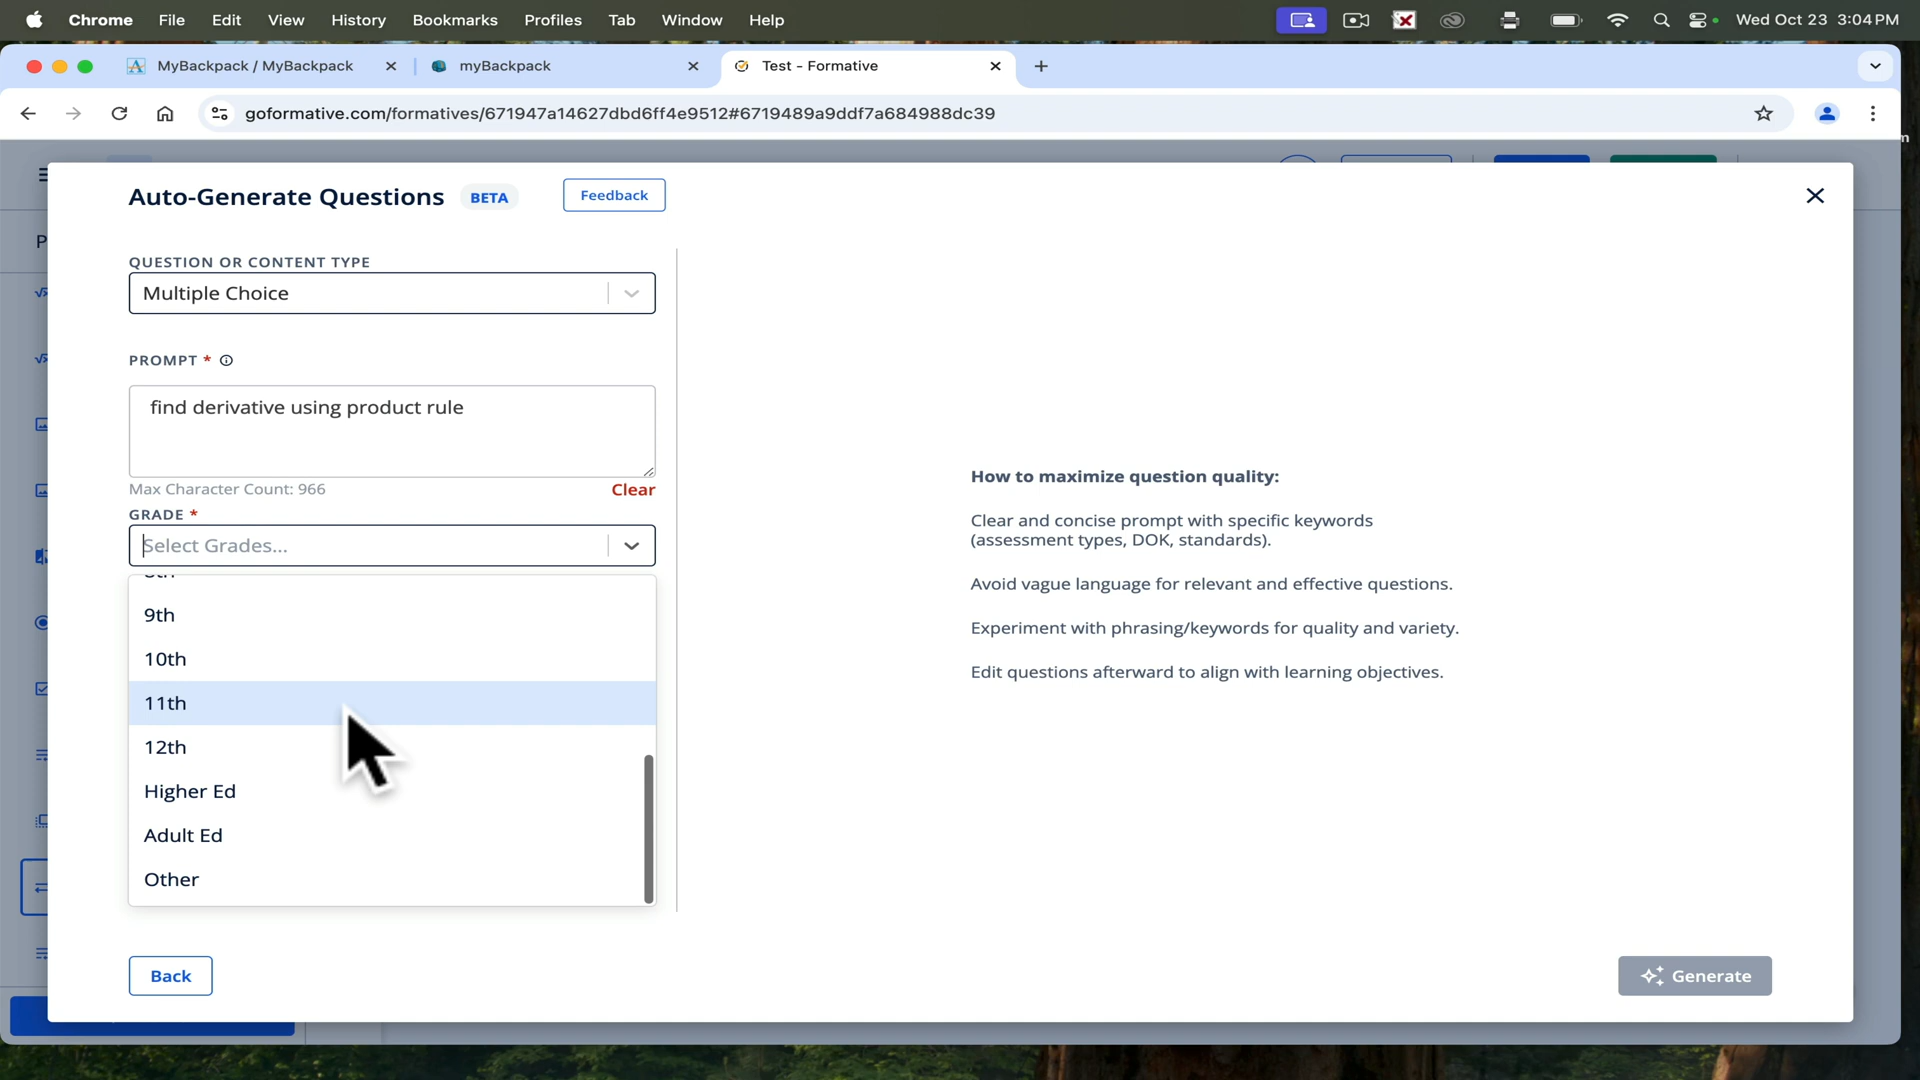 Chrome File Edit View History Bookmarks Profiles Tab Window Help Wed Oct 23 3:04 PM
MyBackpack / MyBackpack myBackpack Test - Formative
goformative.com/formatives/671947a14627dbd6ff4e9512#6719489a9ddf7a684988dc39
Auto-Generate Questions BETA Feedback
QUESTION OR CONTENT TYPE
Multiple Choice
PROMPT *
find derivative using product rule
Max Character Count: 966 Clear
GRADE *
Select Grades...
9th
10th
11th
12th
Higher Ed
Adult Ed
Other
How to maximize question quality:
Clear and concise prompt with specific keywords
(assessment types, DOK, standards).
Avoid vague language for relevant and effective questions.
Experiment with phrasing/keywords for quality and variety.
Edit questions afterward to align with learning objectives.
Back Generate